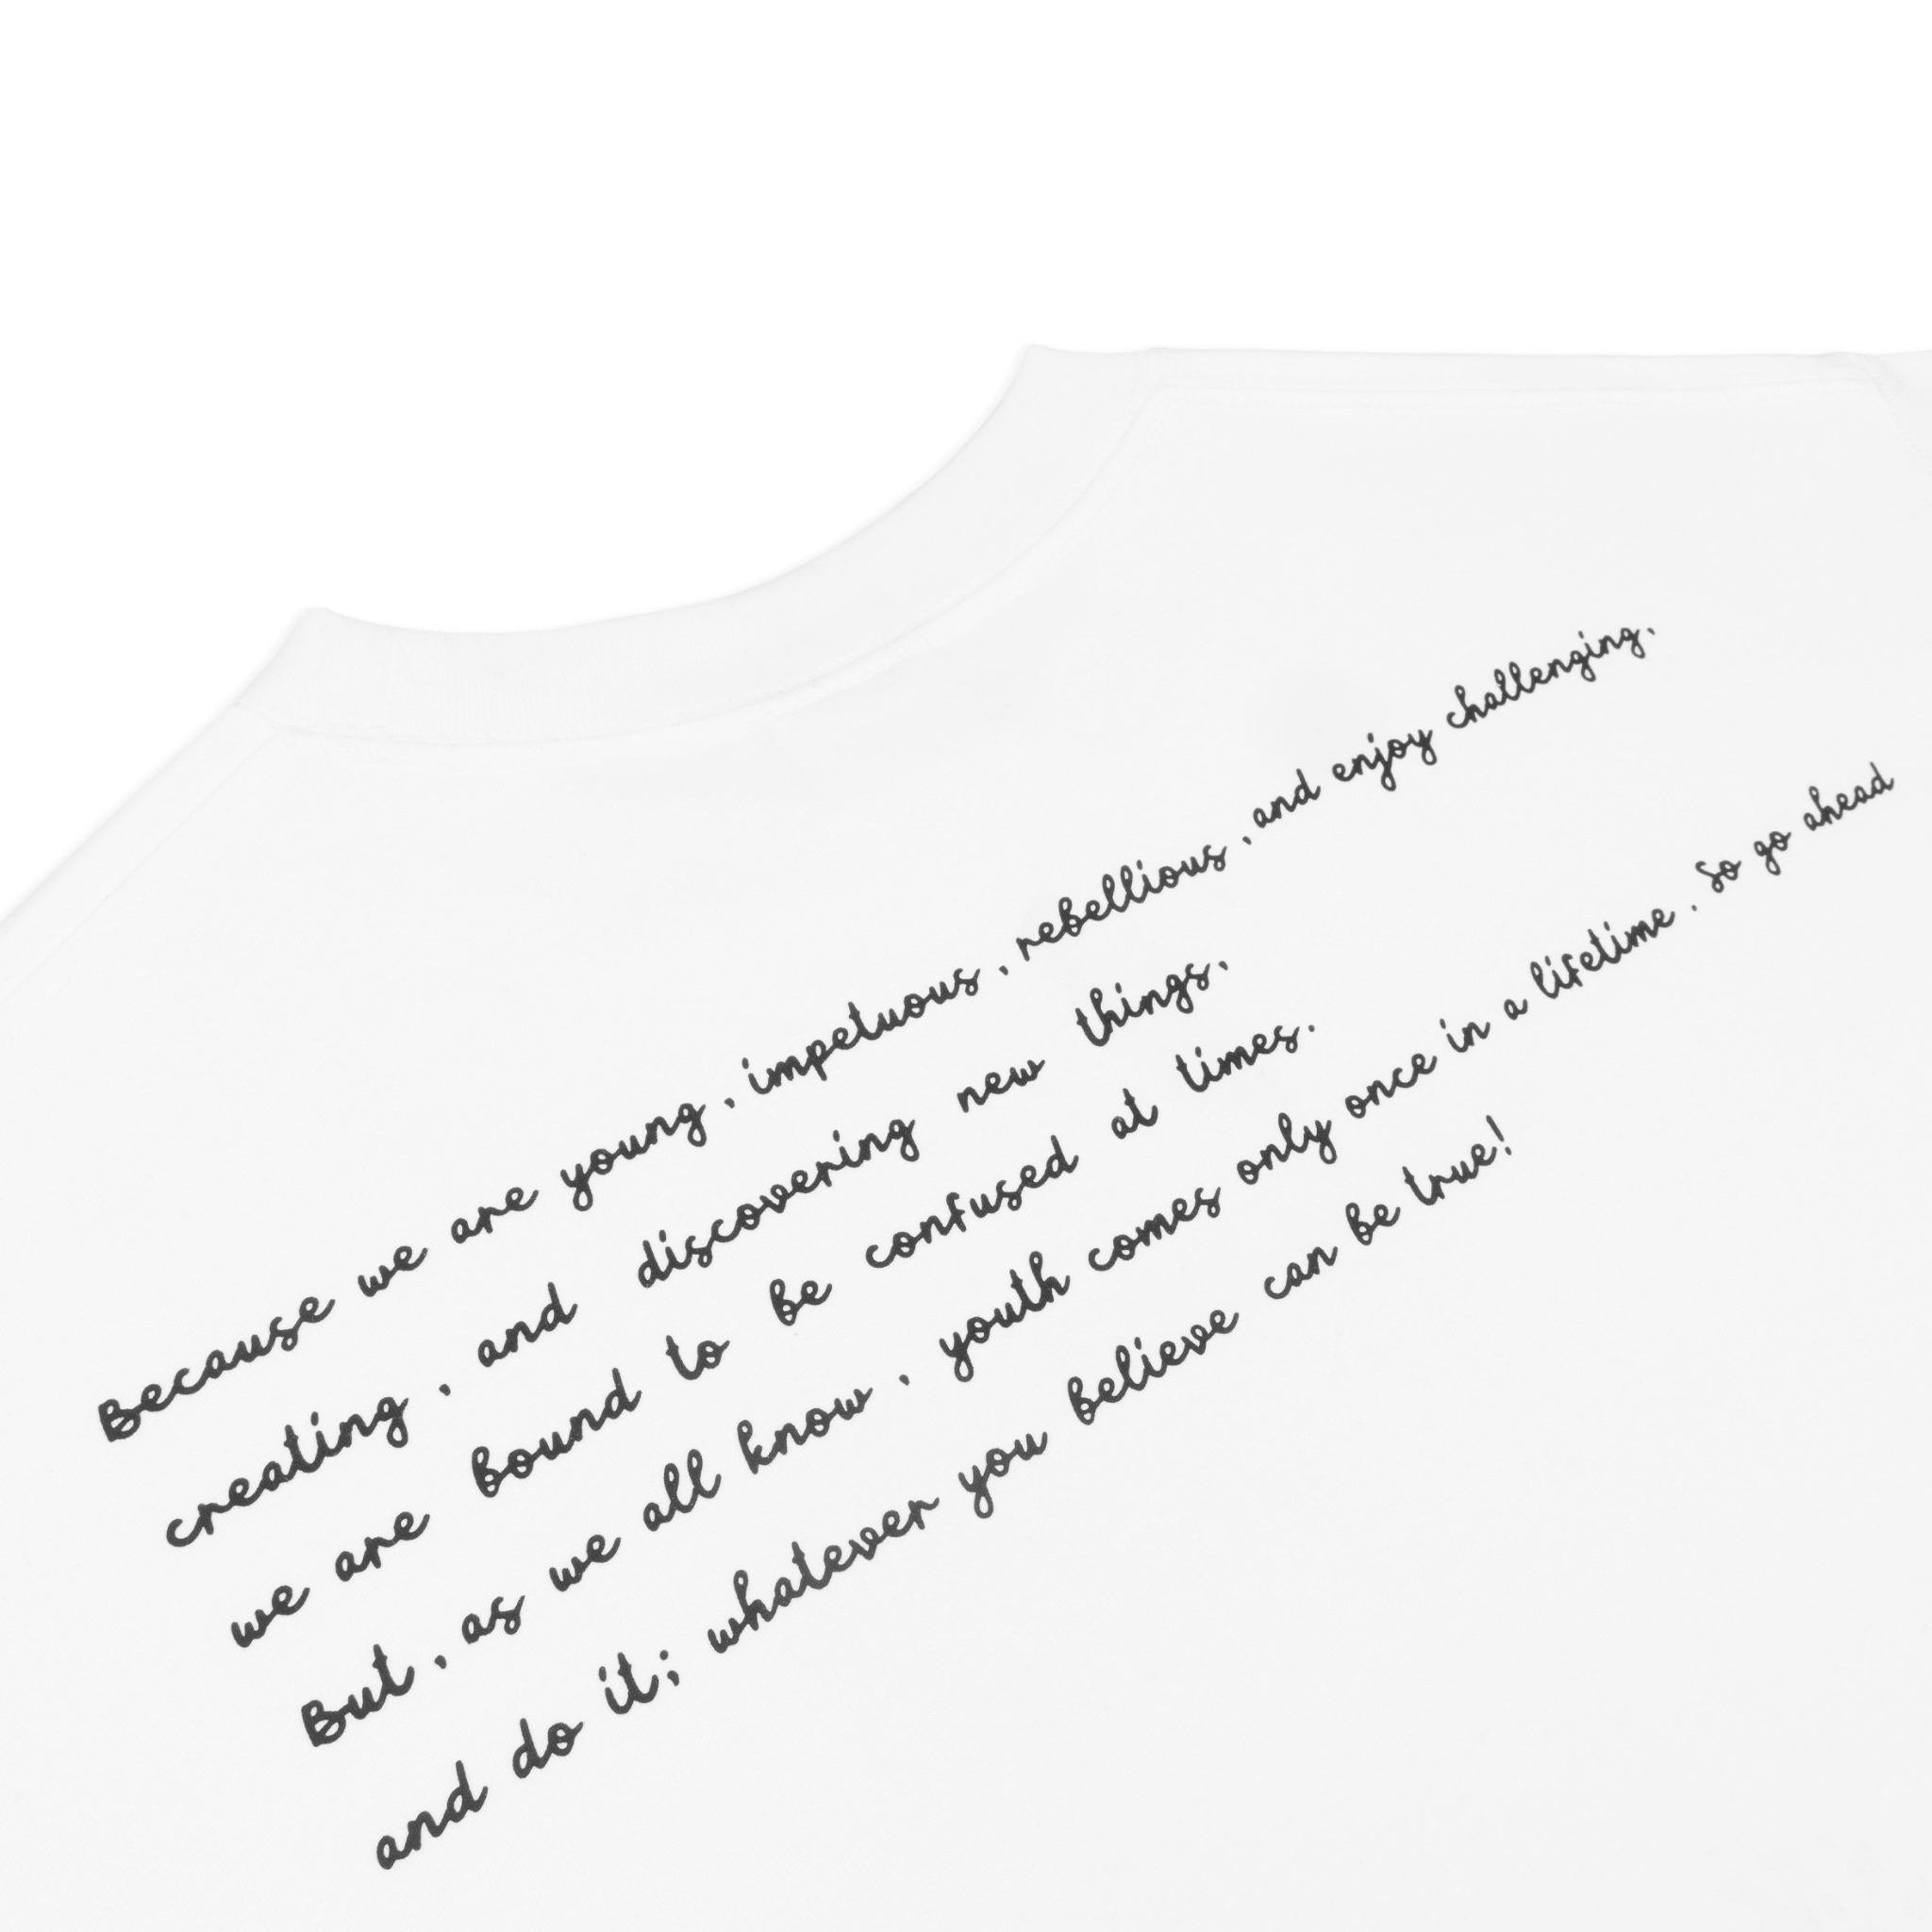 Because we are young , impetuous , rebellious , and enjoy challenging,
creating , and discovering new things,
we are bound to be confused at times.
But , as we all know , youth comes only once in a lifetime . So go ahead
and do it; whatever you believe can be true!